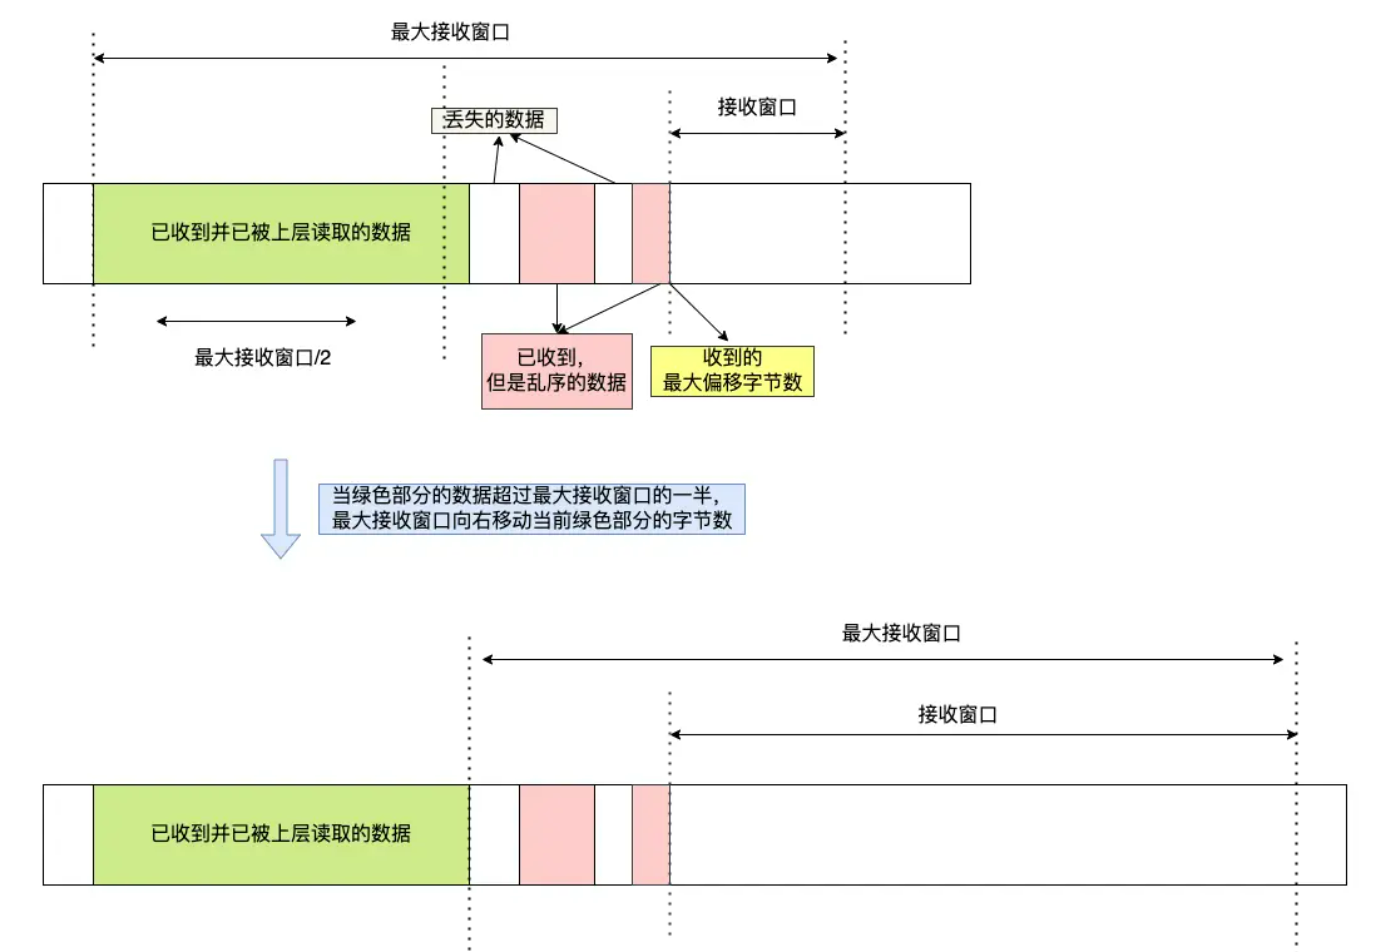 最大接收窗口
接收窗口
丢失的数据
已收到并已被上层读取的数据
最大接收窗口/2
已收到，
但是乱序的数据
收到的
最大偏移字节数
当绿色部分的数据超过最大接收窗口的一半，
最大接收窗口向右移动当前绿色部分的字节数
最大接收窗口
接收窗口
已收到并已被上层读取的数据